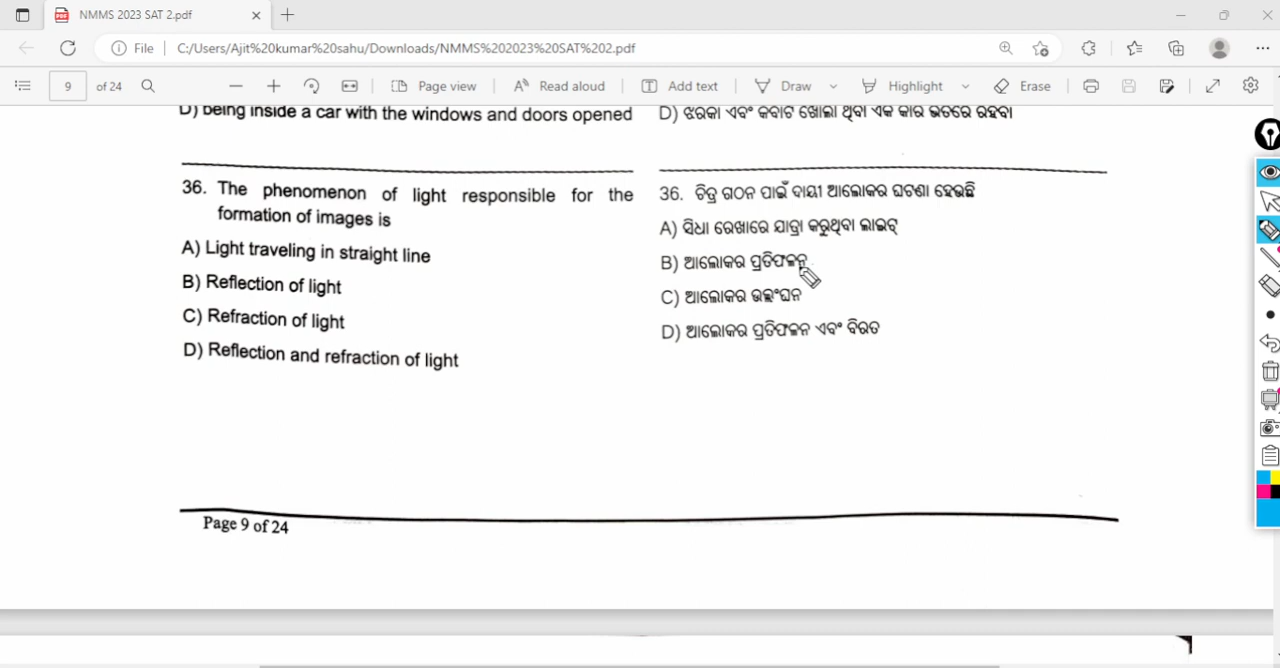 NMMS 2023 SAT 2.pdf
File
C:/Users/Ajit%20kumar%20sahu/Downloads/NMMS%202023%20SAT%202.pdf
9 of 24
Page view
Read aloud
Add text
Draw
Highlight
Erase
D) being inside a car with the windows and doors opened
D) ଝରକା ଏବଂ କବାଟ ଖୋଲା ଥିବା ଏକ କାର ଭିତରେ ରହିବା
36. The phenomenon of light responsible for the
formation of images is
A) Light traveling in straight line
B) Reflection of light
C) Refraction of light
D) Reflection and refraction of light
36. ଚିତ୍ର ଗଠନ ପାଇଁ ଦାୟୀ ଆଲୋକର ଘଟଣା ହେଉଛି
A) ସିଧା ରେଖାରେ ଯାତ୍ରା କରୁଥିବା ଲାଇଟ୍
B) ଆଲୋକର ପ୍ରତିଫଳନ
C) ଆଲୋକର ଉଲ୍ଲଂଘନ
D) ଆଲୋକର ପ୍ରତିଫଳନ ଏବଂ ବିରତି
Page 9 of 24